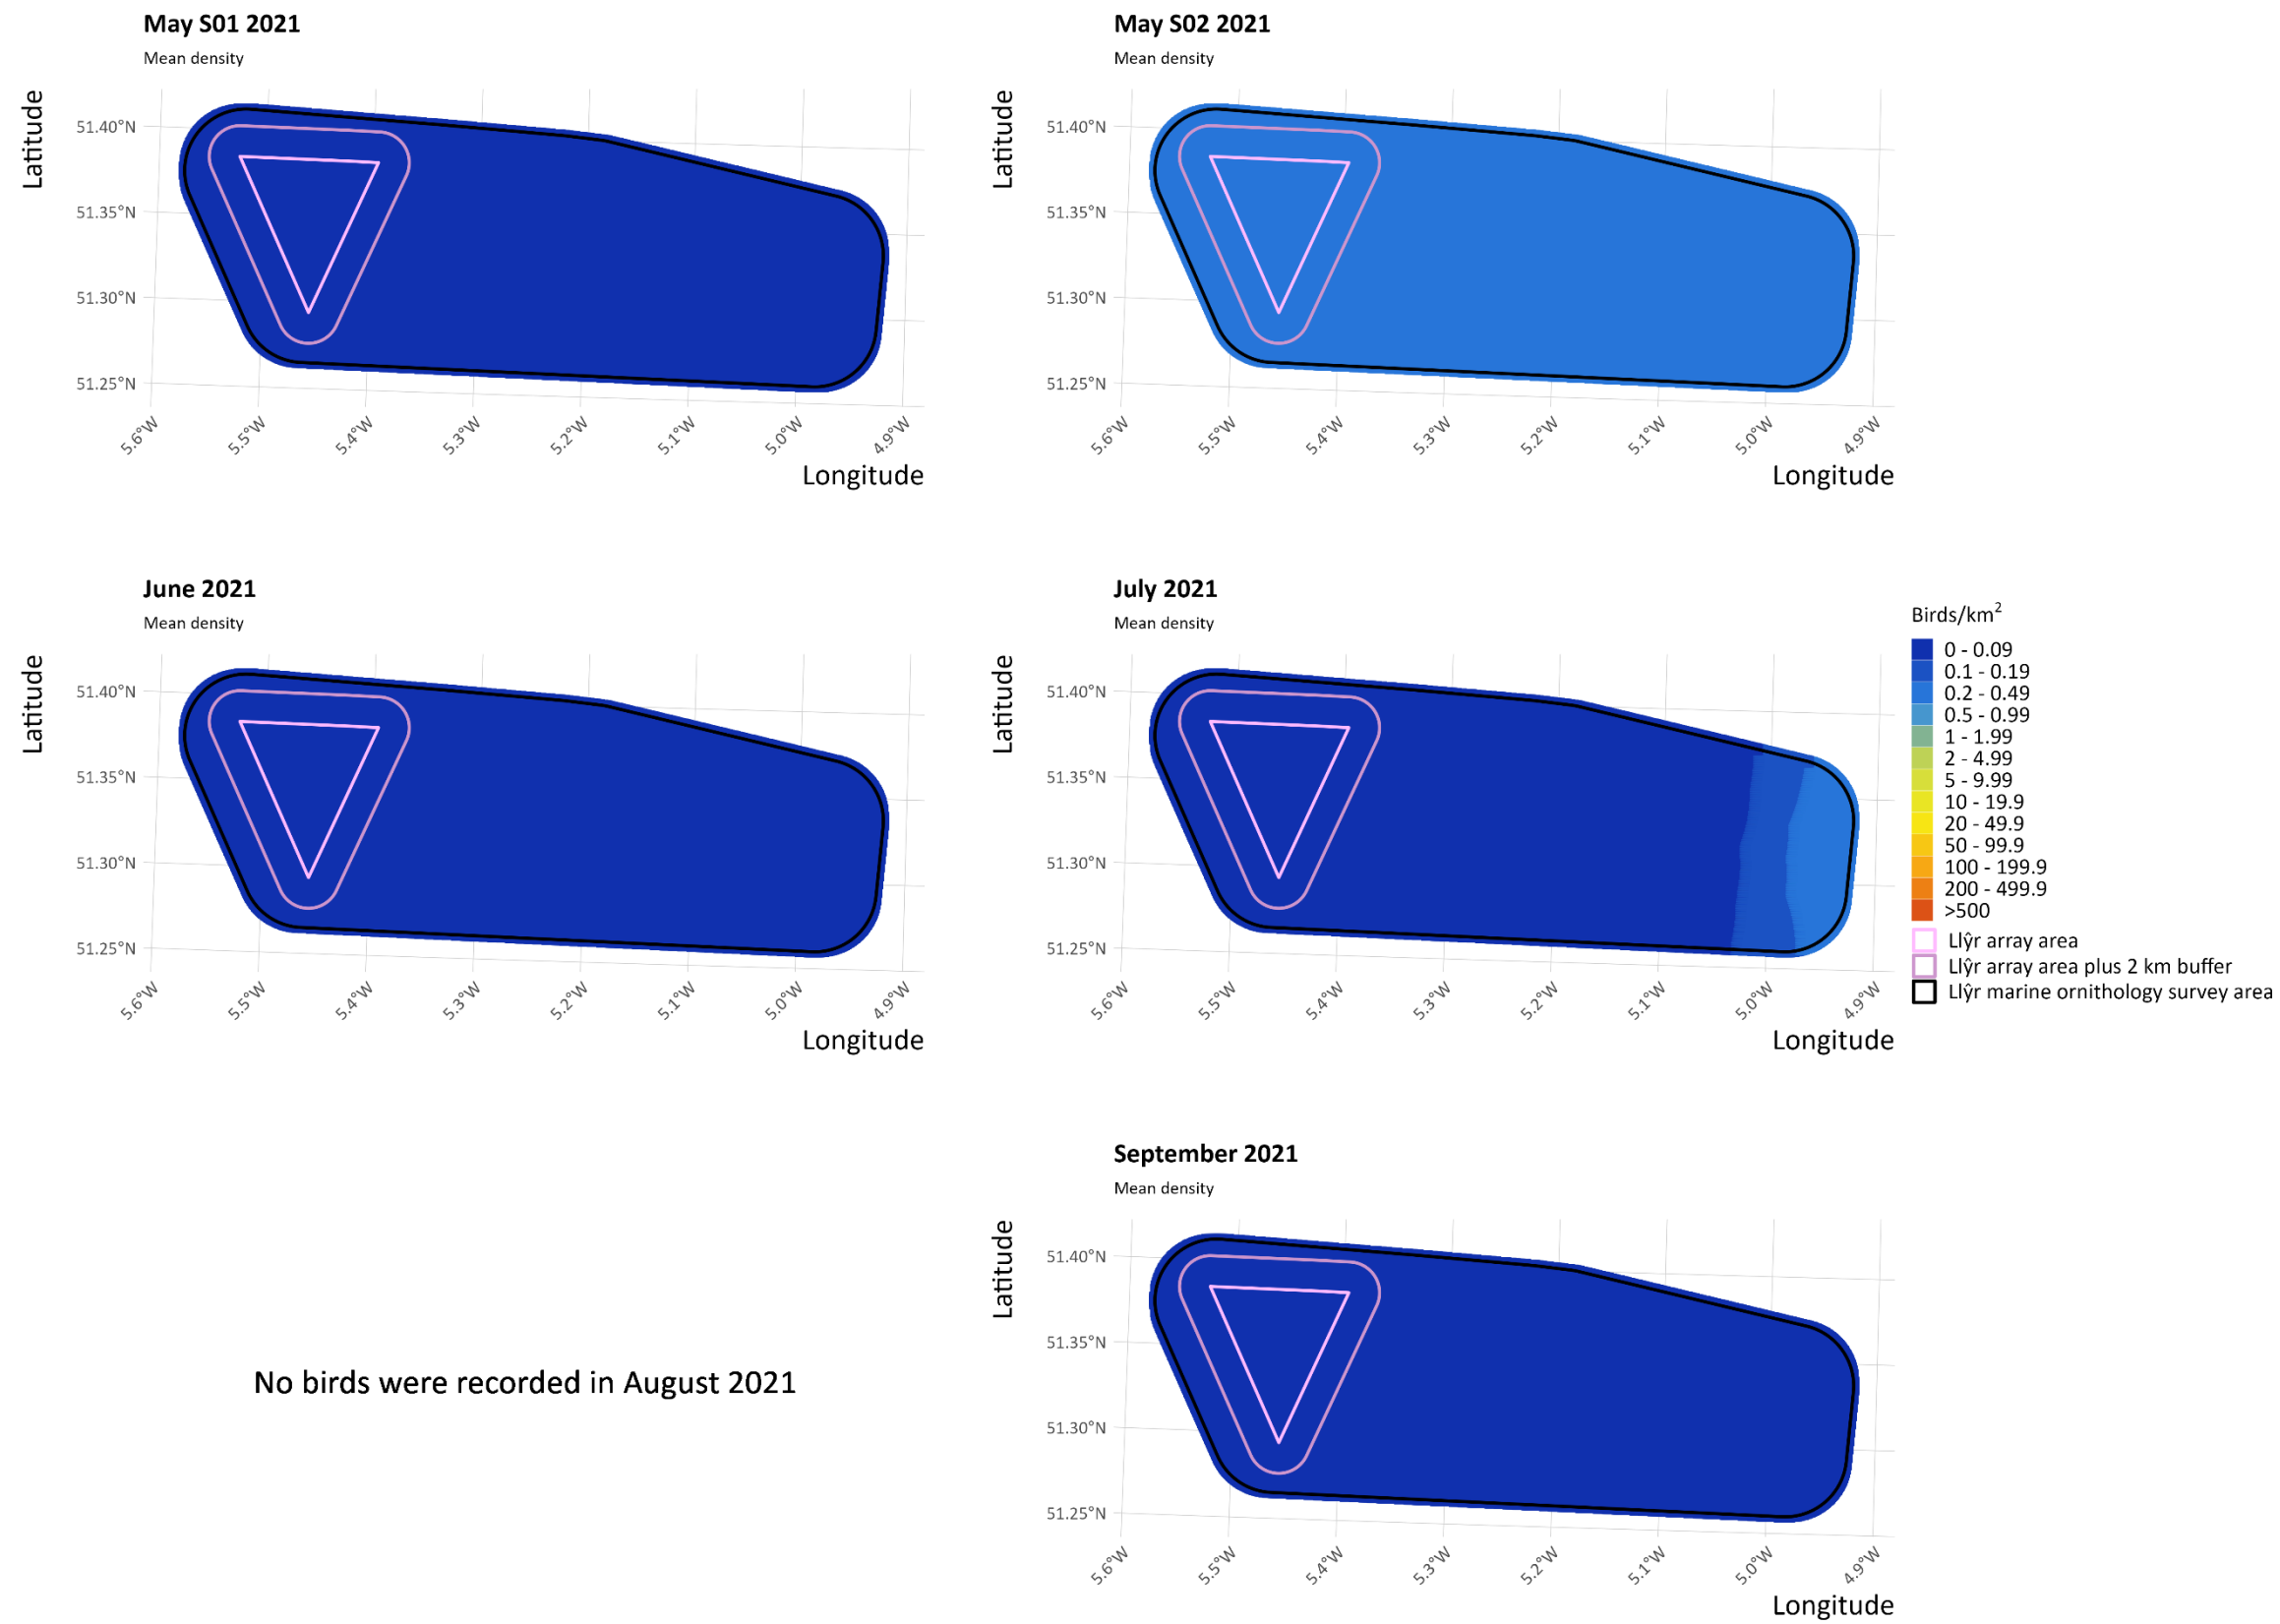 May S01 2021
Mean density
Latitude
51.40°N
51.35°N
51.30°N
51.25°N
5.6°W
5.5°W
5.4°W
5.3°W
5.2°W
5.1°W
5.0°W
4.9°W
Longitude
May S02 2021
Mean density
Latitude
51.40°N
51.35°N
51.30°N
51.25°N
5.6°W
5.5°W
5.4°W
5.3°W
5.2°W
5.1°W
5.0°W
4.9°W
Longitude
June 2021
Mean density
Latitude
51.40°N
51.35°N
51.30°N
51.25°N
5.6°W
5.5°W
5.4°W
5.3°W
5.2°W
5.1°W
5.0°W
4.9°W
Longitude
July 2021
Mean density
Latitude
51.40°N
51.35°N
51.30°N
51.25°N
5.6°W
5.5°W
5.4°W
5.3°W
5.2°W
5.1°W
5.0°W
4.9°W
Longitude
Birds/km²
0 - 0.09
0.1 - 0.19
0.2 - 0.49
0.5 - 0.99
1 - 1.99
2 - 4.99
5 - 9.99
10 - 19.9
20 - 49.9
50 - 99.9
100 - 199.9
200 - 499.9
>500
Llŷr array area
Llŷr array area plus 2 km buffer
Llŷr marine ornithology survey area
No birds were recorded in August 2021
September 2021
Mean density
Latitude
51.40°N
51.35°N
51.30°N
51.25°N
5.6°W
5.5°W
5.4°W
5.3°W
5.2°W
5.1°W
5.0°W
4.9°W
Longitude